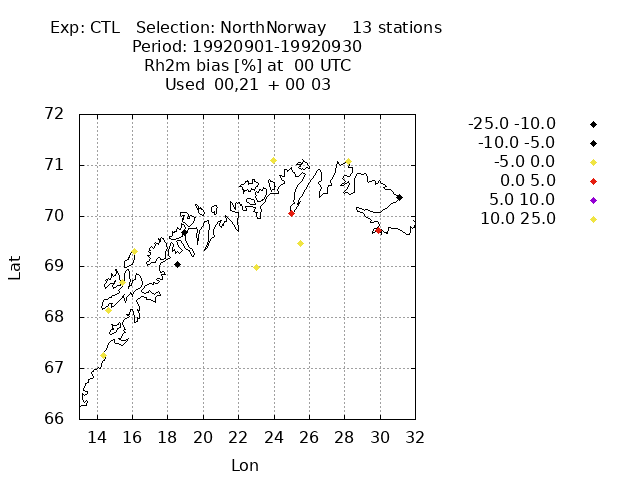 Exp: CTL Selection: NorthNorway 13 stations
Period: 19920901-19920930
Rh2m bias [%] at 00 UTC
Used 00,21 + 00 03
-25.0 -10.0
-10.0 -5.0
-5.0 0.0
0.0 5.0
5.0 10.0
10.0 25.0
72
71
70
69
68
67
66
Lat
14 16 18 20 22 24 26 28 30 32
Lon